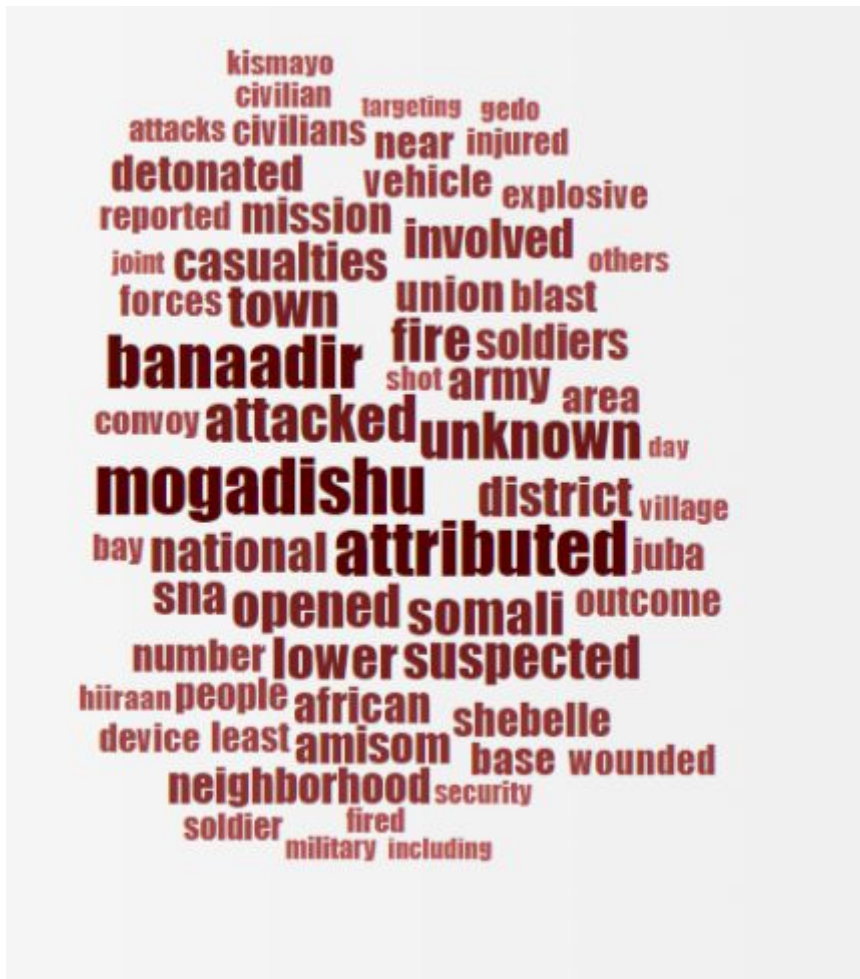 kismayo
civilian targeting gedo
attacks civilians near injured
detonated vehicle explosive
reported mission involved
joint casualties others
forces town union blast
banaadir fire soldiers
shot army area
convoy attacked unknown day
mogadishu district village
bay national attributed juba
sna opened somali outcome
number lower suspected
hiiraan people african shebelle
device least amisom base wounded
neighborhood security
soldier fired
military including